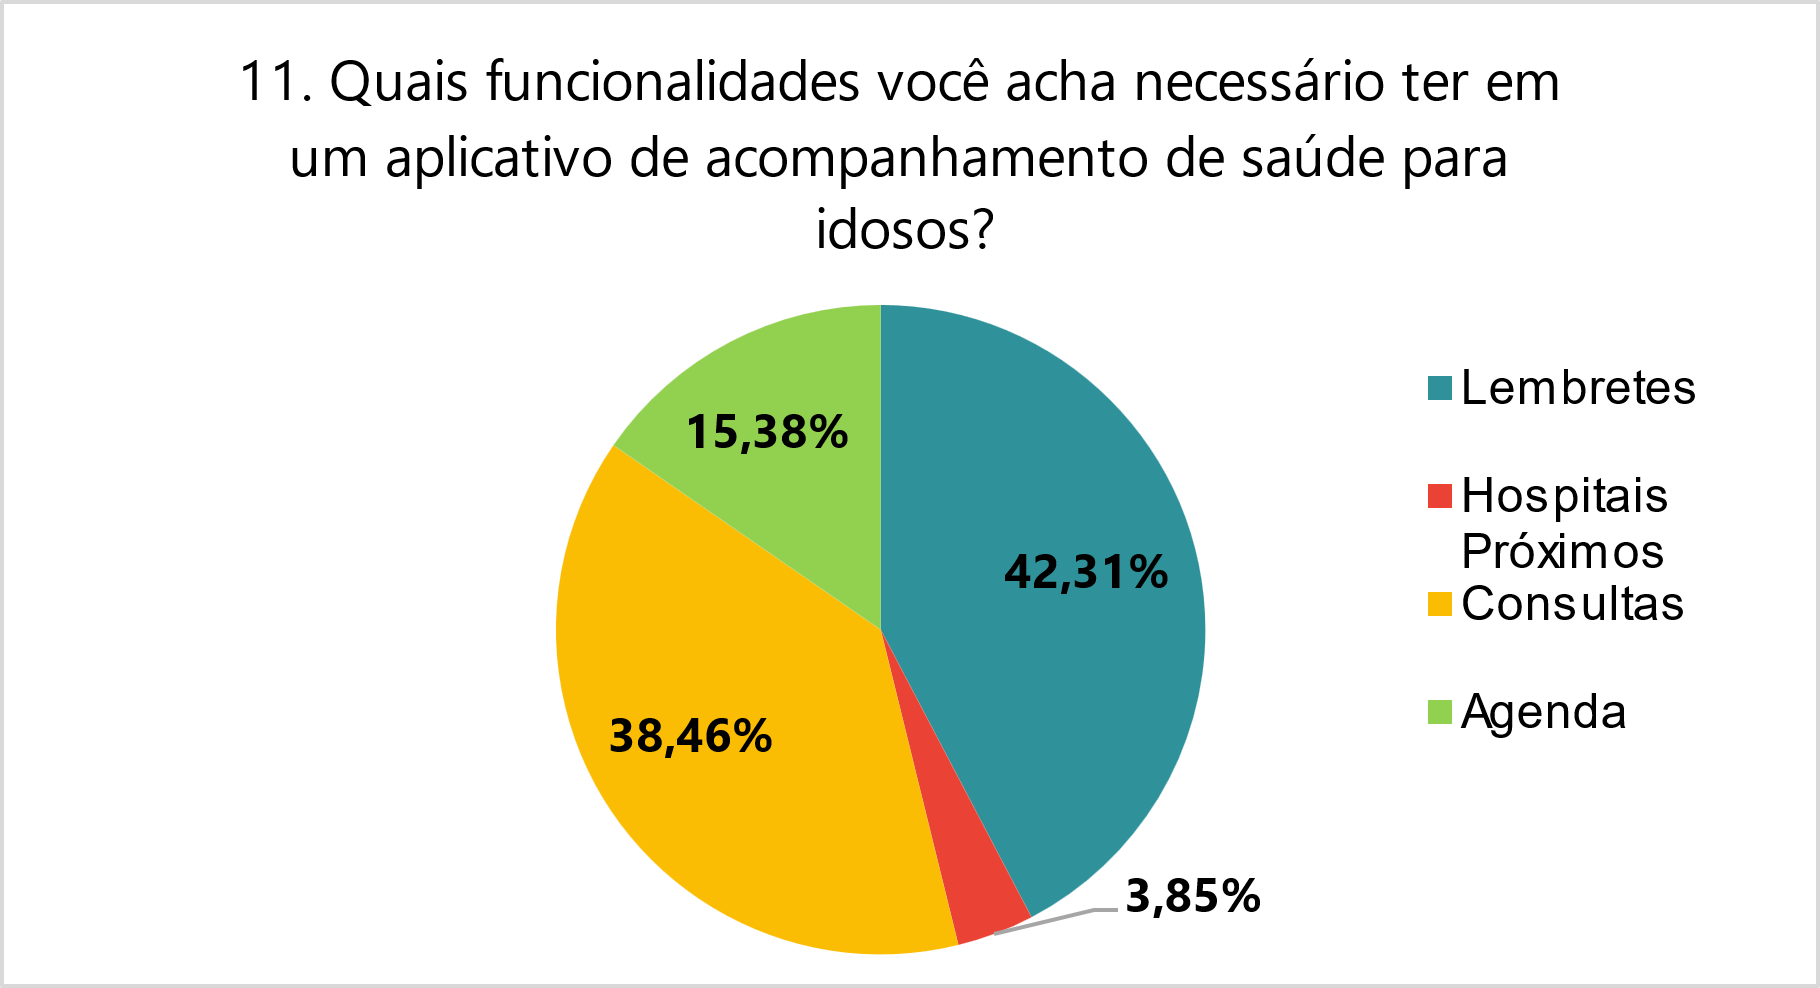 11. Quais funcionalidades você acha necessário ter em
um aplicativo de acompanhamento de saúde para
idosos?
15,38%
42,31%
38,46%
3,85%
Lembretes
Hospitais
Próximos
Consultas
Agenda